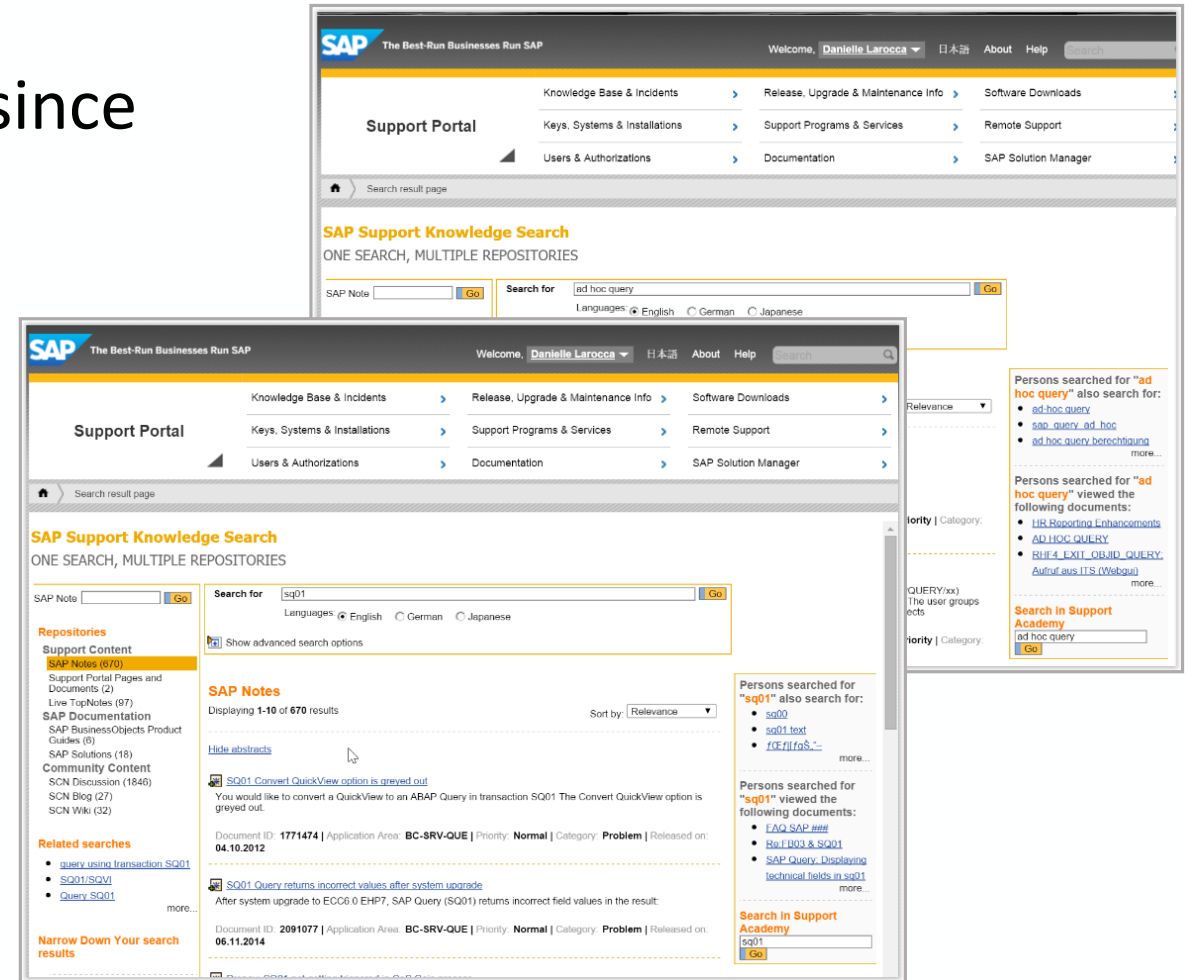 since
SAP The Best-Run Businesses Run SAP
Welcome, Danielle Larocca 日本語 About Help Search
Support Portal
Knowledge Base & Incidents
Release, Upgrade & Maintenance Info
Software Downloads
Keys, Systems & Installations
Support Programs & Services
Remote Support
Users & Authorizations
Documentation
SAP Solution Manager
Search result page
SAP Support Knowledge Search
ONE SEARCH, MULTIPLE REPOSITORIES
SAP Note Go
Search for ad hoc query Go
Languages: English German Japanese
Relevance
Persons searched for "ad
hoc query" also search for:
ad-hoc query
sap query ad hoc
ad hoc query berechtigung
more...
Persons searched for "ad
hoc query" viewed the
following documents:
HR Reporting Enhancements
AD HOC QUERY
RHF4_EXIT_OBJID_QUERY:
Aufruf aus ITS (Webgui)
more...
Category:
QUERY/xx)
The user groups
Category:
Search in Support
Academy
ad hoc query
Go
SAP The Best-Run Businesses Run SAP
Welcome, Danielle Larocca 日本語 About Help Search
Support Portal
Knowledge Base & Incidents
Release, Upgrade & Maintenance Info
Software Downloads
Keys, Systems & Installations
Support Programs & Services
Remote Support
Users & Authorizations
Documentation
SAP Solution Manager
Search result page
SAP Support Knowledge Search
ONE SEARCH, MULTIPLE REPOSITORIES
SAP Note Go
Repositories
Support Content
SAP Notes (670)
Support Portal Pages and
Documents (2)
Live TopNotes (97)
SAP Documentation
SAP BusinessObjects Product
Guides (6)
SAP Solutions (18)
Community Content
SCN Discussion (1846)
SCN Blog (27)
SCN Wiki (32)
Related searches
query using transaction SQ01
SQ01/SQVI
Query SQ01
more...
Narrow Down Your search
results
Search for sq01 Go
Languages: English German Japanese
Show advanced search options
SAP Notes
Displaying 1-10 of 670 results
Sort by: Relevance
Hide abstracts
SQ01 Convert QuickView option is greyed out
You would like to convert a QuickView to an ABAP Query in transaction SQ01 The Convert QuickView option is
greyed out.
Document ID: 1771474 | Application Area: BC-SRV-QUE | Priority: Normal | Category: Problem | Released on:
04.10.2012
SQ01 Query returns incorrect values after system upgrade
After system upgrade to ECC6.0 EHP7, SAP Query (SQ01) returns incorrect field values in the result:
Document ID: 2091077 | Application Area: BC-SRV-QUE | Priority: Normal | Category: Problem | Released on:
06.11.2014
Persons searched for
"sq01" also search for:
sq00
sq01 text
more...
Persons searched for
"sq01" viewed the
following documents:
FAQ SAP ###
Re:FB03 & SQ01
SAP Query: Displaying
technical fields in sq01
more...
Search in Support
Academy
sq01
Go